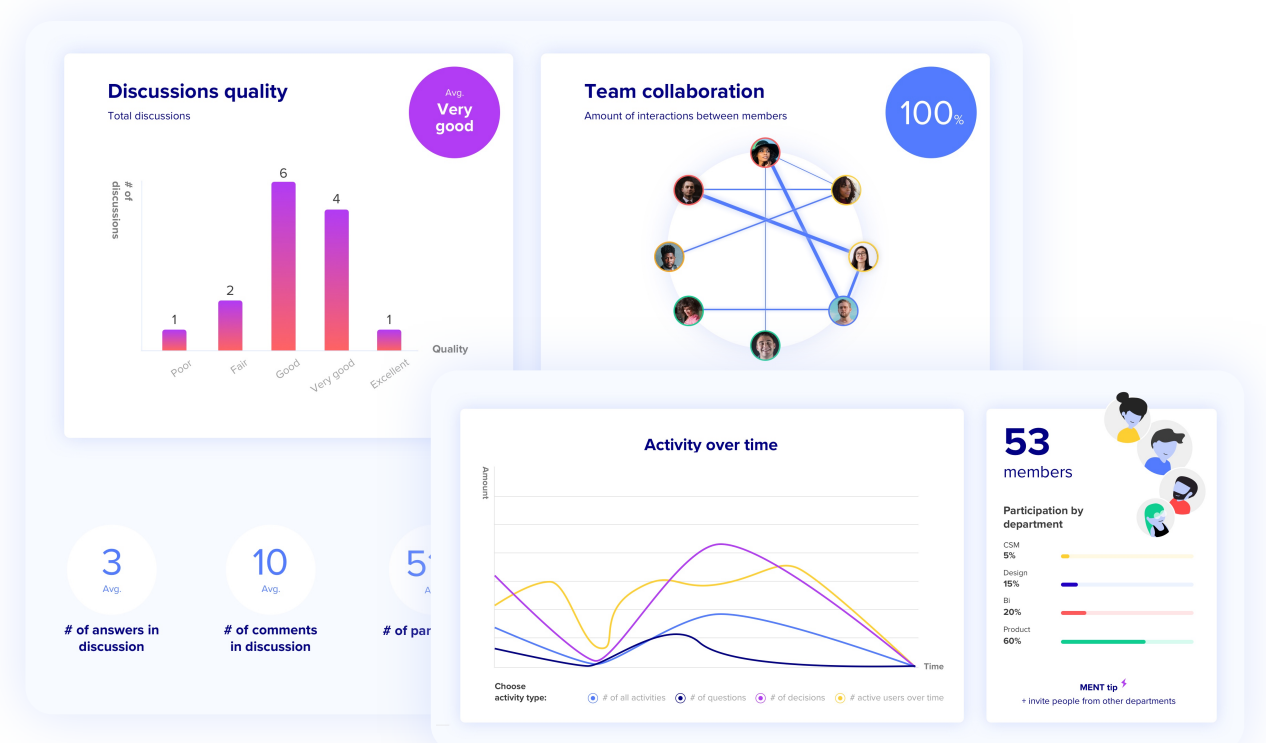 Discussions quality
Total discussions
Avg.
Very
good
# of
discussions
6
4
2
1
1
Poor
Fair
Good
Very good
Excellent
Quality
Team collaboration
Amount of interactions between members
100%
3
Avg.
# of answers in
discussion
10
Avg.
# of comments
in discussion
# of
Activity over time
Amount
Time
Choose
activity type:
# of all activities
# of questions
# of decisions
# active users over time
53
members
Participation by
department
CSM
5%
Design
15%
Bi
20%
Product
60%
MENT tip
+ invite people from other departments